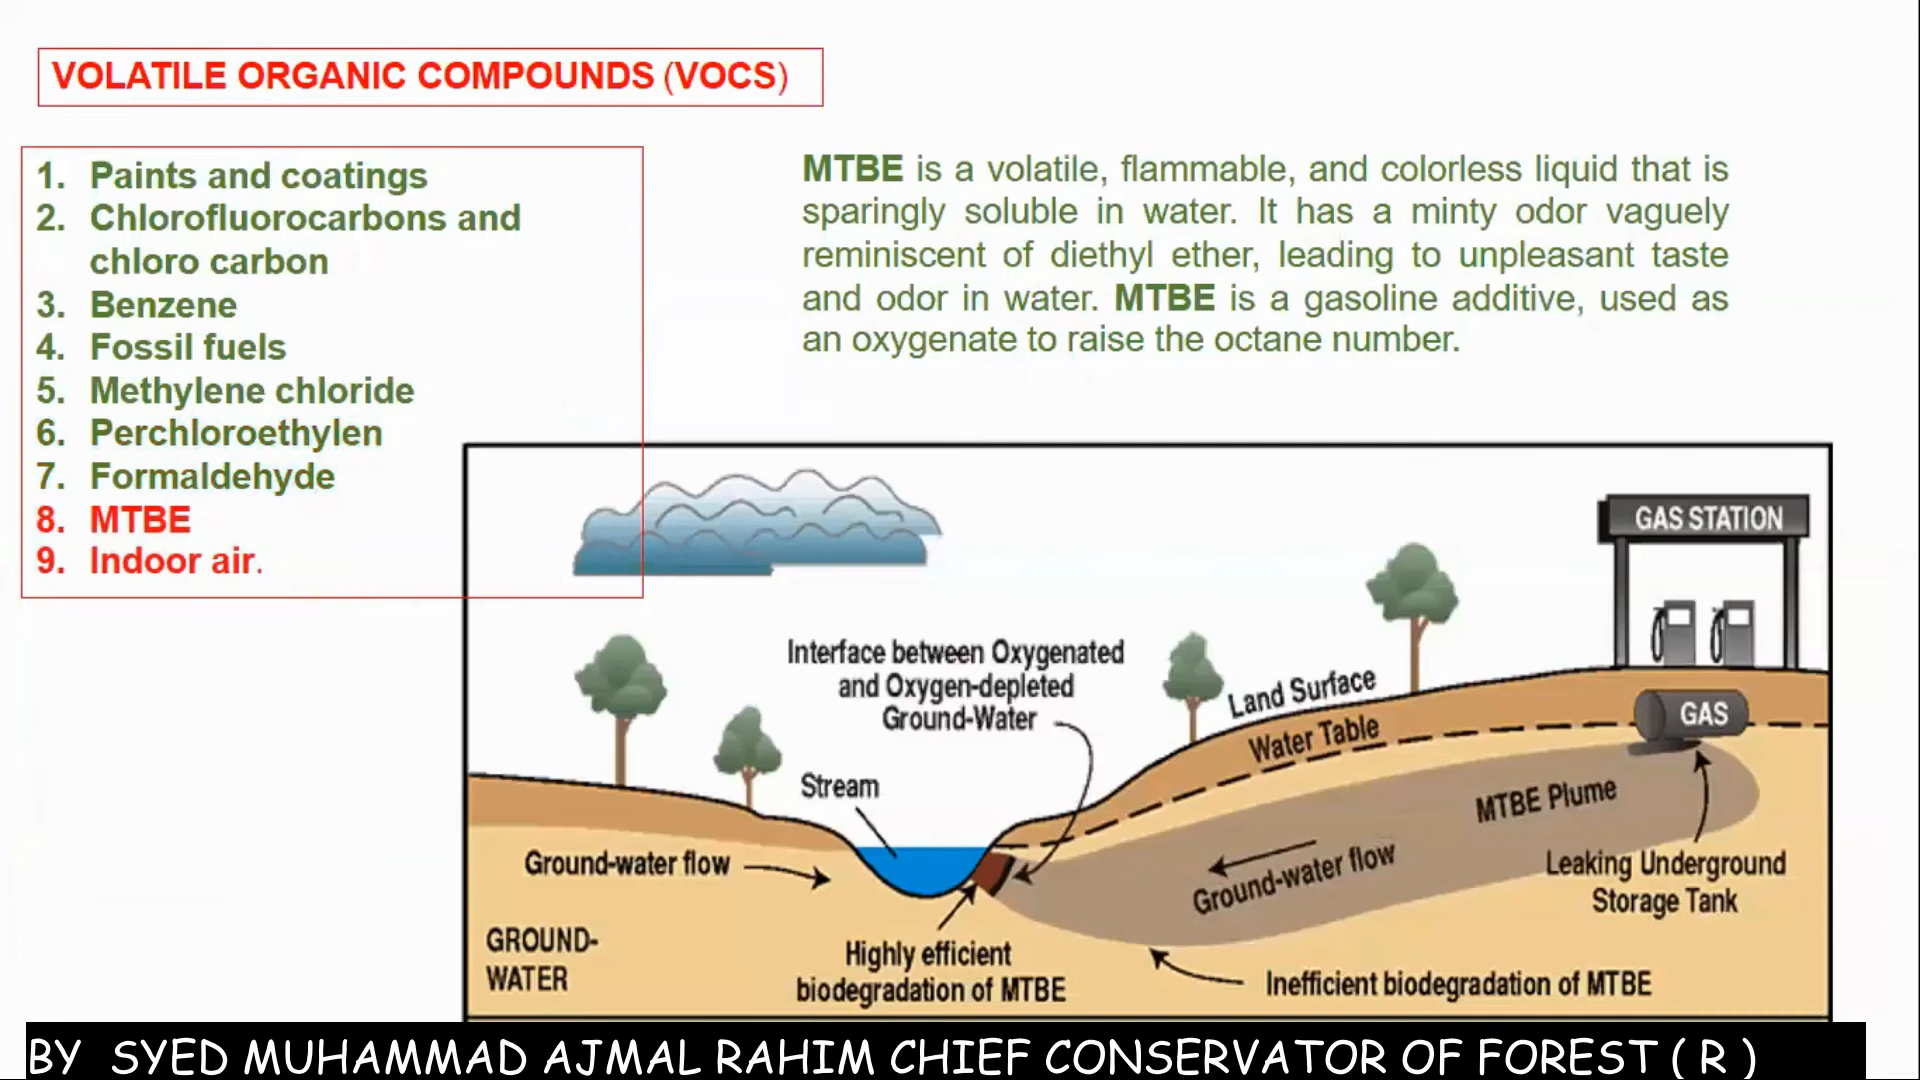 VOLATILE ORGANIC COMPOUNDS (VOCS)
1. Paints and coatings
2. Chlorofluorocarbons and
chloro carbon
3. Benzene
4. Fossil fuels
5. Methylene chloride
6. Perchloroethylen
7. Formaldehyde
8. MTBE
9. Indoor air.
MTBE is a volatile, flammable, and colorless liquid that is
sparingly soluble in water. It has a minty odor vaguely
reminiscent of diethyl ether, leading to unpleasant taste
and odor in water. MTBE is a gasoline additive, used as
an oxygenate to raise the octane number.
GAS STATION
Interface between Oxygenated
and Oxygen-depleted
Ground-Water
Land Surface
Water Table
GAS
Stream
MTBE Plume
Ground-water flow
Ground-water flow
Leaking Underground
Storage Tank
GROUND-
WATER
Highly efficient
biodegradation of MTBE
Inefficient biodegradation of MTBE
BY SYED MUHAMMAD AJMAL RAHIM CHIEF CONSERVATOR OF FOREST ( R )